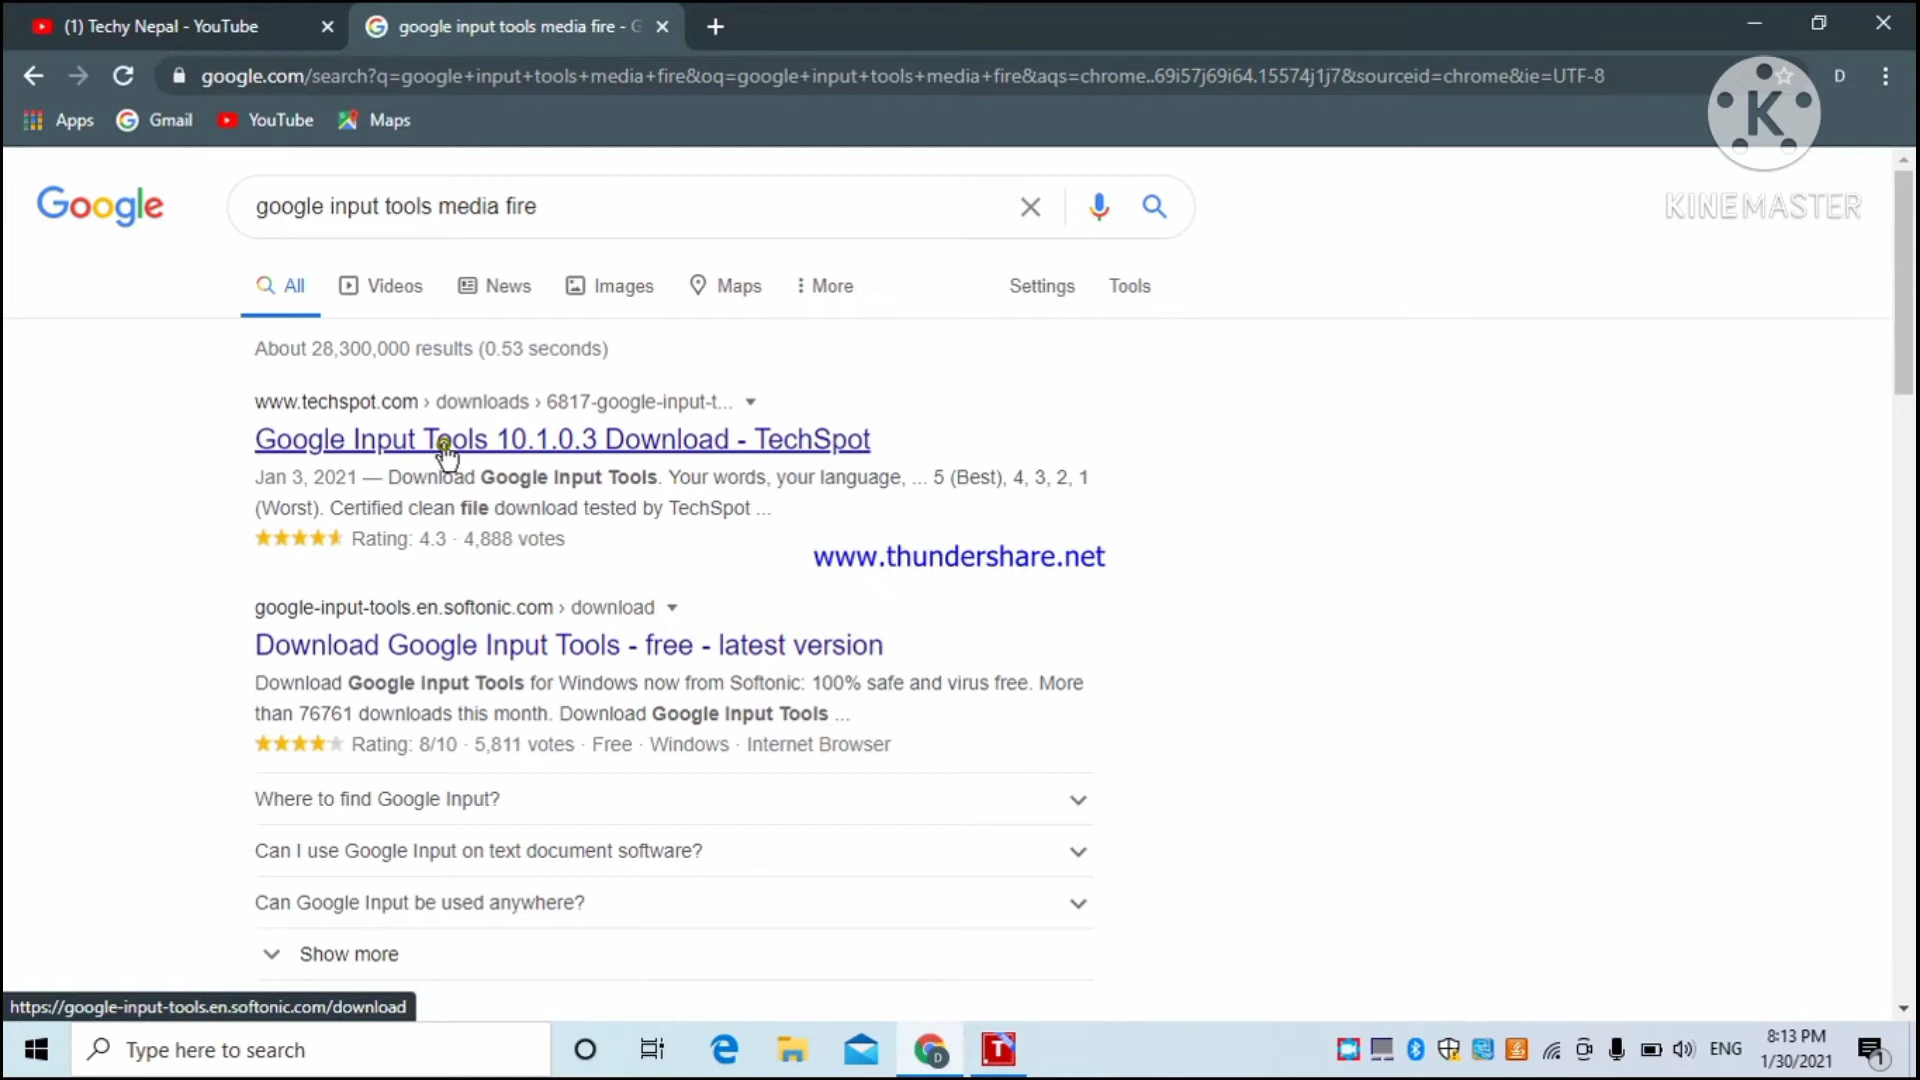 (1) Techy Nepal - YouTube
google input tools media fire - G
google.com/search?q=google+input+tools+media+fire&oq=google+input+tools+media+fire&aqs=chrome..69i57j69i64.15574j1j7&sourceid=chrome&ie=UTF-8
D
Apps
Gmail
YouTube
Maps
K
KINEMASTER
Google
google input tools media fire
All
Videos
News
Images
Maps
More
Settings
Tools
About 28,300,000 results (0.53 seconds)
www.techspot.com › downloads › 6817-google-input-t...
Google Input Tools 10.1.0.3 Download - TechSpot
Jan 3, 2021 — Download Google Input Tools. Your words, your language, ... 5 (Best), 4, 3, 2, 1
(Worst). Certified clean file download tested by TechSpot ...
Rating: 4.3 · 4,888 votes
www.thundershare.net
google-input-tools.en.softonic.com › download
Download Google Input Tools - free - latest version
Download Google Input Tools for Windows now from Softonic: 100% safe and virus free. More
than 76761 downloads this month. Download Google Input Tools ...
Rating: 8/10 · 5,811 votes · Free · Windows · Internet Browser
Where to find Google Input?
Can I use Google Input on text document software?
Can Google Input be used anywhere?
Show more
https://google-input-tools.en.softonic.com/download
Type here to search
D
T
ENG
8:13 PM
1/30/2021
1